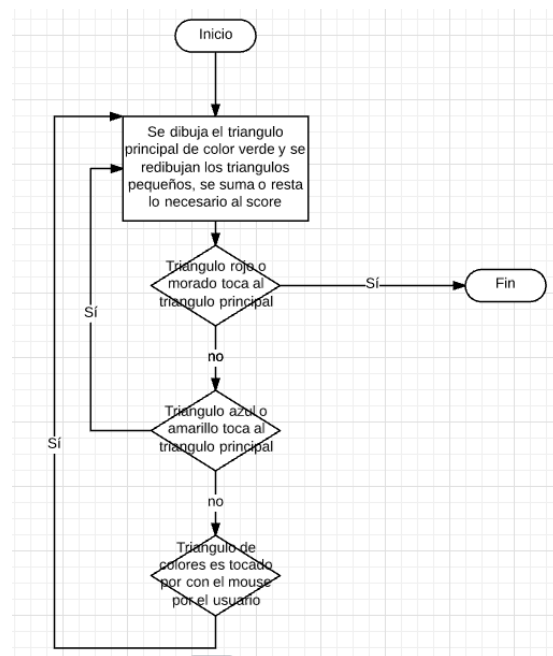 Inicio
Se dibuja el triangulo
principal de color verde y se
redibujan los triangulos
pequeños, se suma o resta
lo necesario al score
Triangulo rojo o
morado toca al
triangulo principal
Sí
Fin
Sí
no
Triangulo azul o
amarillo toca al
triangulo principal
Sí
no
Triangulo de
colores es tocado
por con el mouse
por el usuario